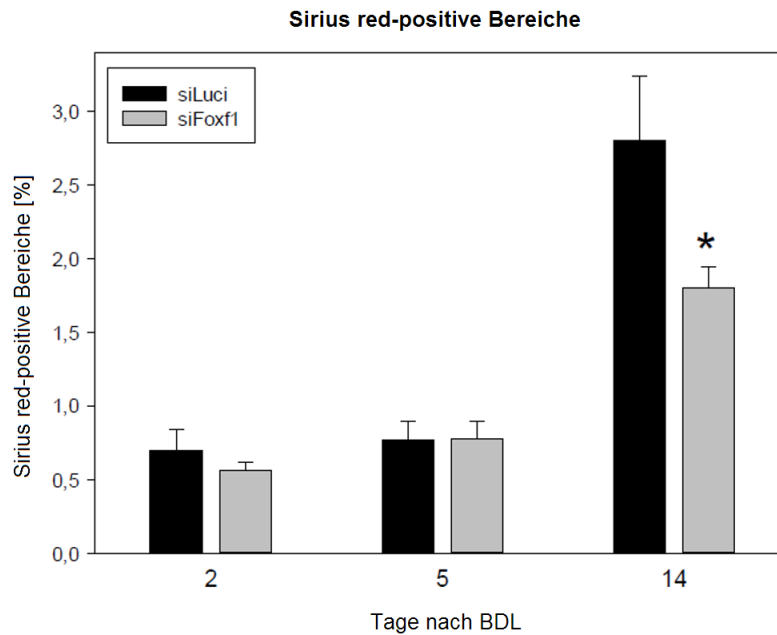 Sirius red-positive Bereiche
siLuci
siFoxf1
Sirius red-positive Bereiche [%]
3,0
2,5
2,0
1,5
1,0
0,5
0,0
*
2 5 14
Tage nach BDL